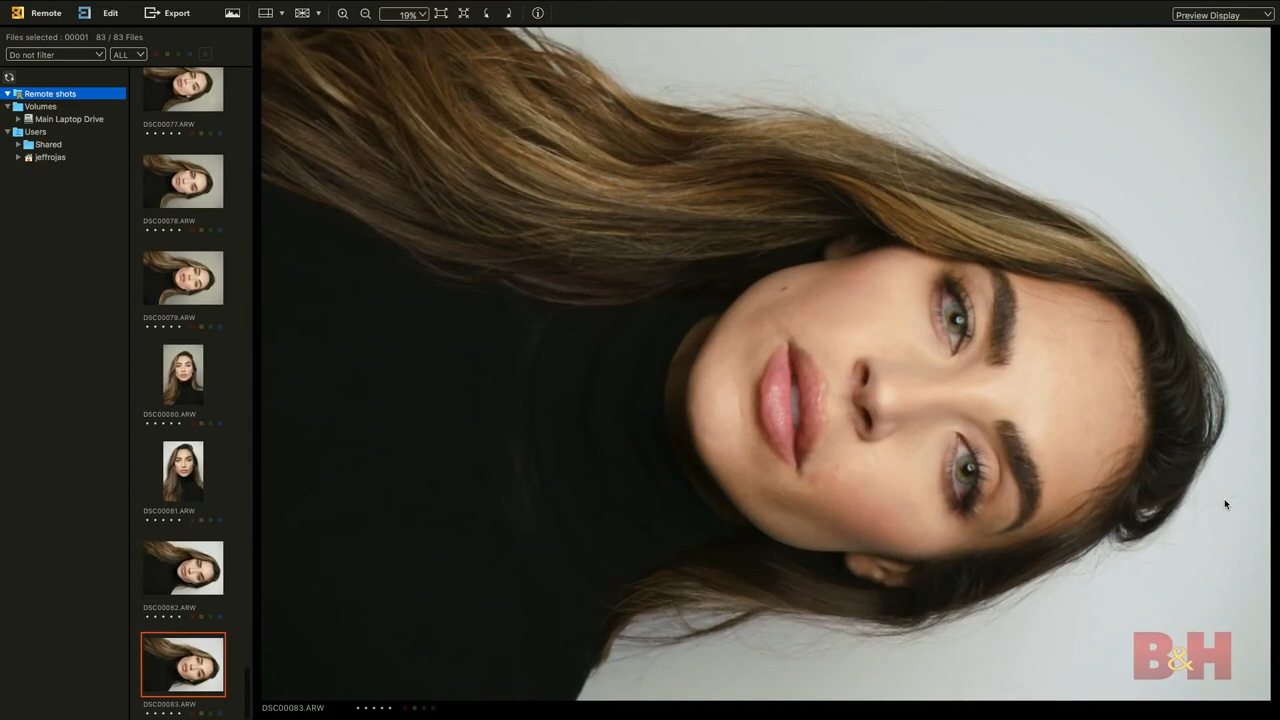 Remote Edit Export 19% Preview Display
Files selected : 00001 83 / 83 Files
Do not filter ALL
Remote shots
Volumes
Main Laptop Drive
Users
Shared
jeffrojas
DSC00077.ARW
DSC00078.ARW
DSC00079.ARW
DSC00080.ARW
DSC00081.ARW
DSC00082.ARW
DSC00083.ARW
DSC00083.ARW
B&H